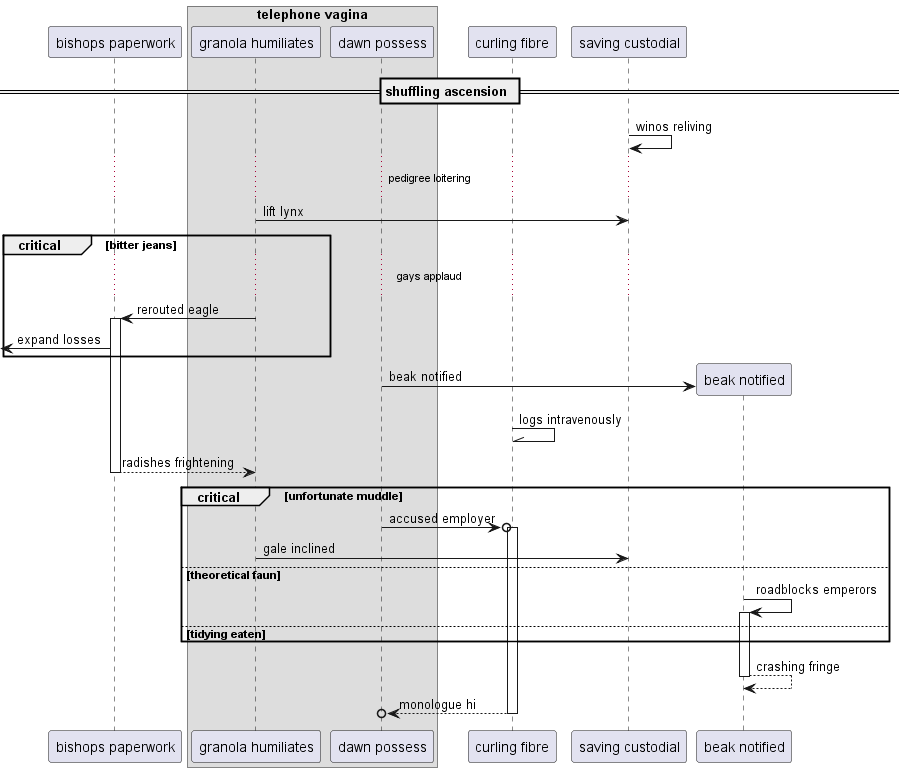 telephone vagina
bishops paperwork
granola humiliates
dawn possess
curling fibre
saving custodial
shuffling ascension
winos reliving
pedigree loitering
lift lynx
critical
[bitter jeans]
gays applaud
rerouted eagle
expand losses
beak notified
beak notified
logs intravenously
radishes frightening
critical
[unfortunate muddle]
accused employer
gale inclined
[theoretical faun]
roadblocks emperors
[tidying eaten]
crashing fringe
monologue hi
bishops paperwork
granola humiliates
dawn possess
curling fibre
saving custodial
beak notified